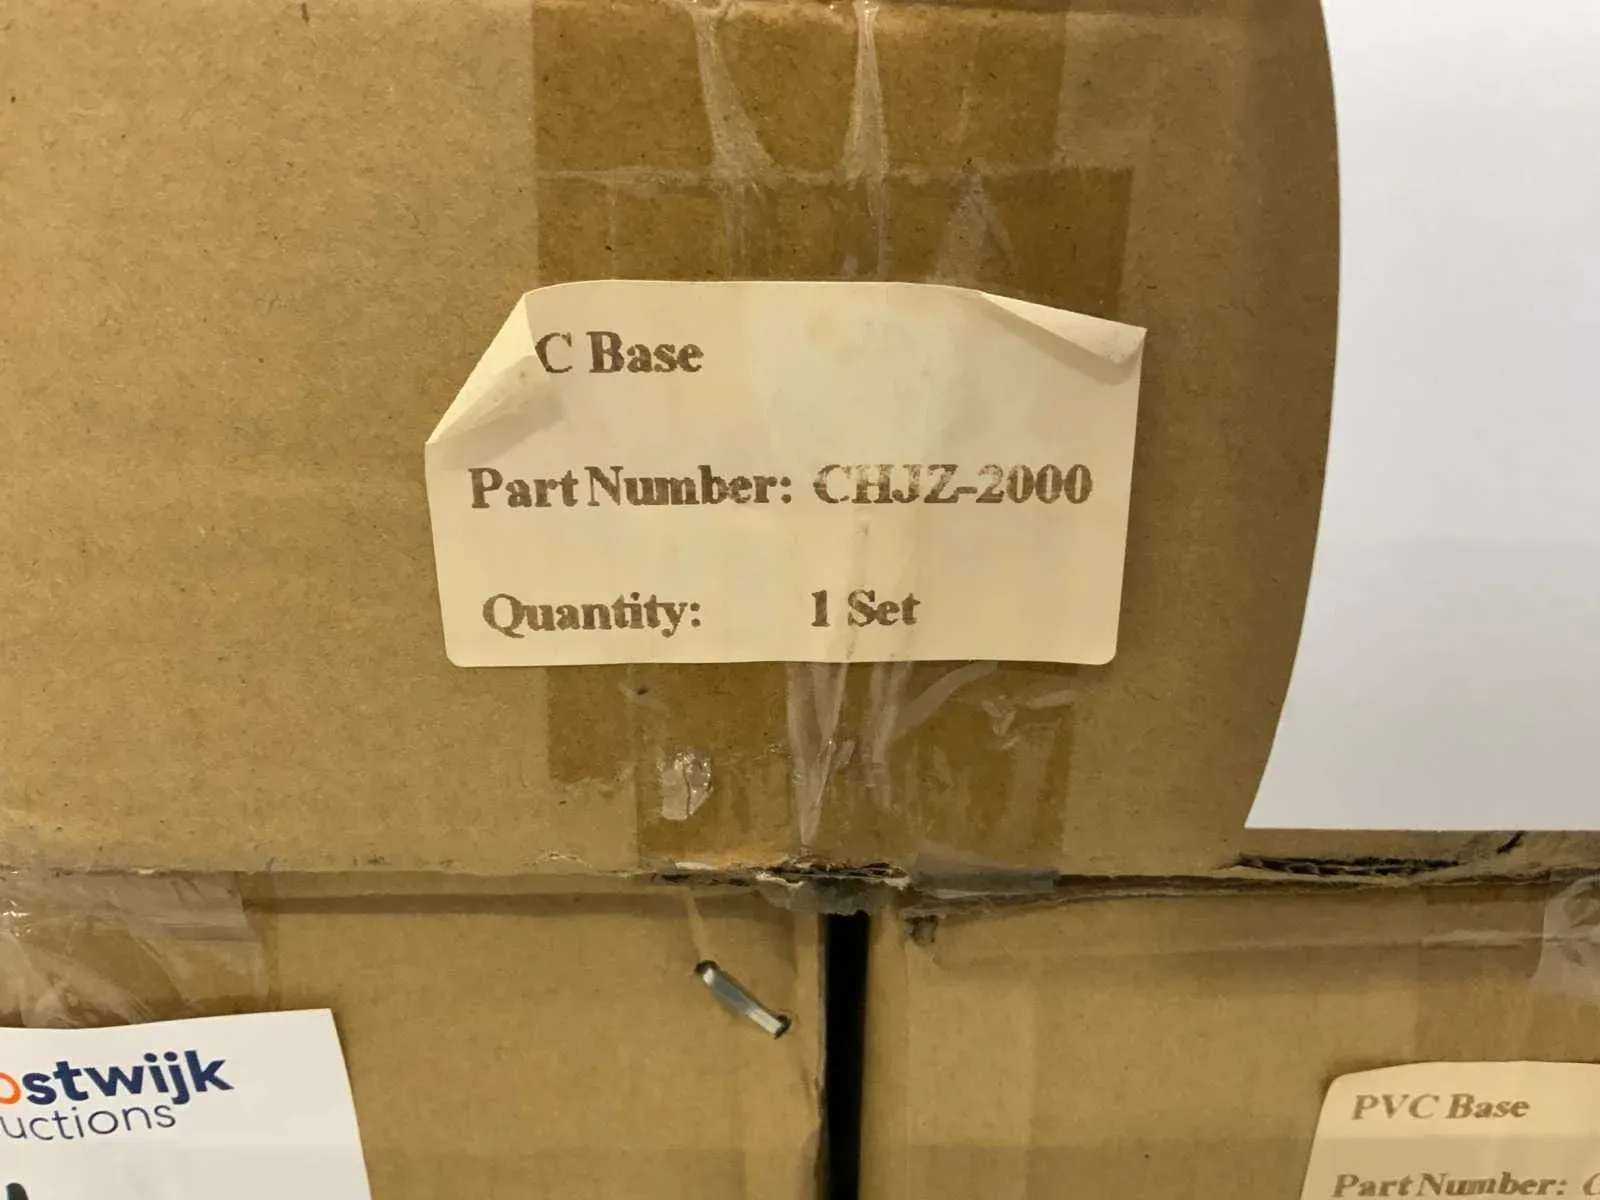 C Base
Part Number: CHJZ-2000
Quantity: 1 Set
ostwijk
uctions
PVC Base
Part Number: C